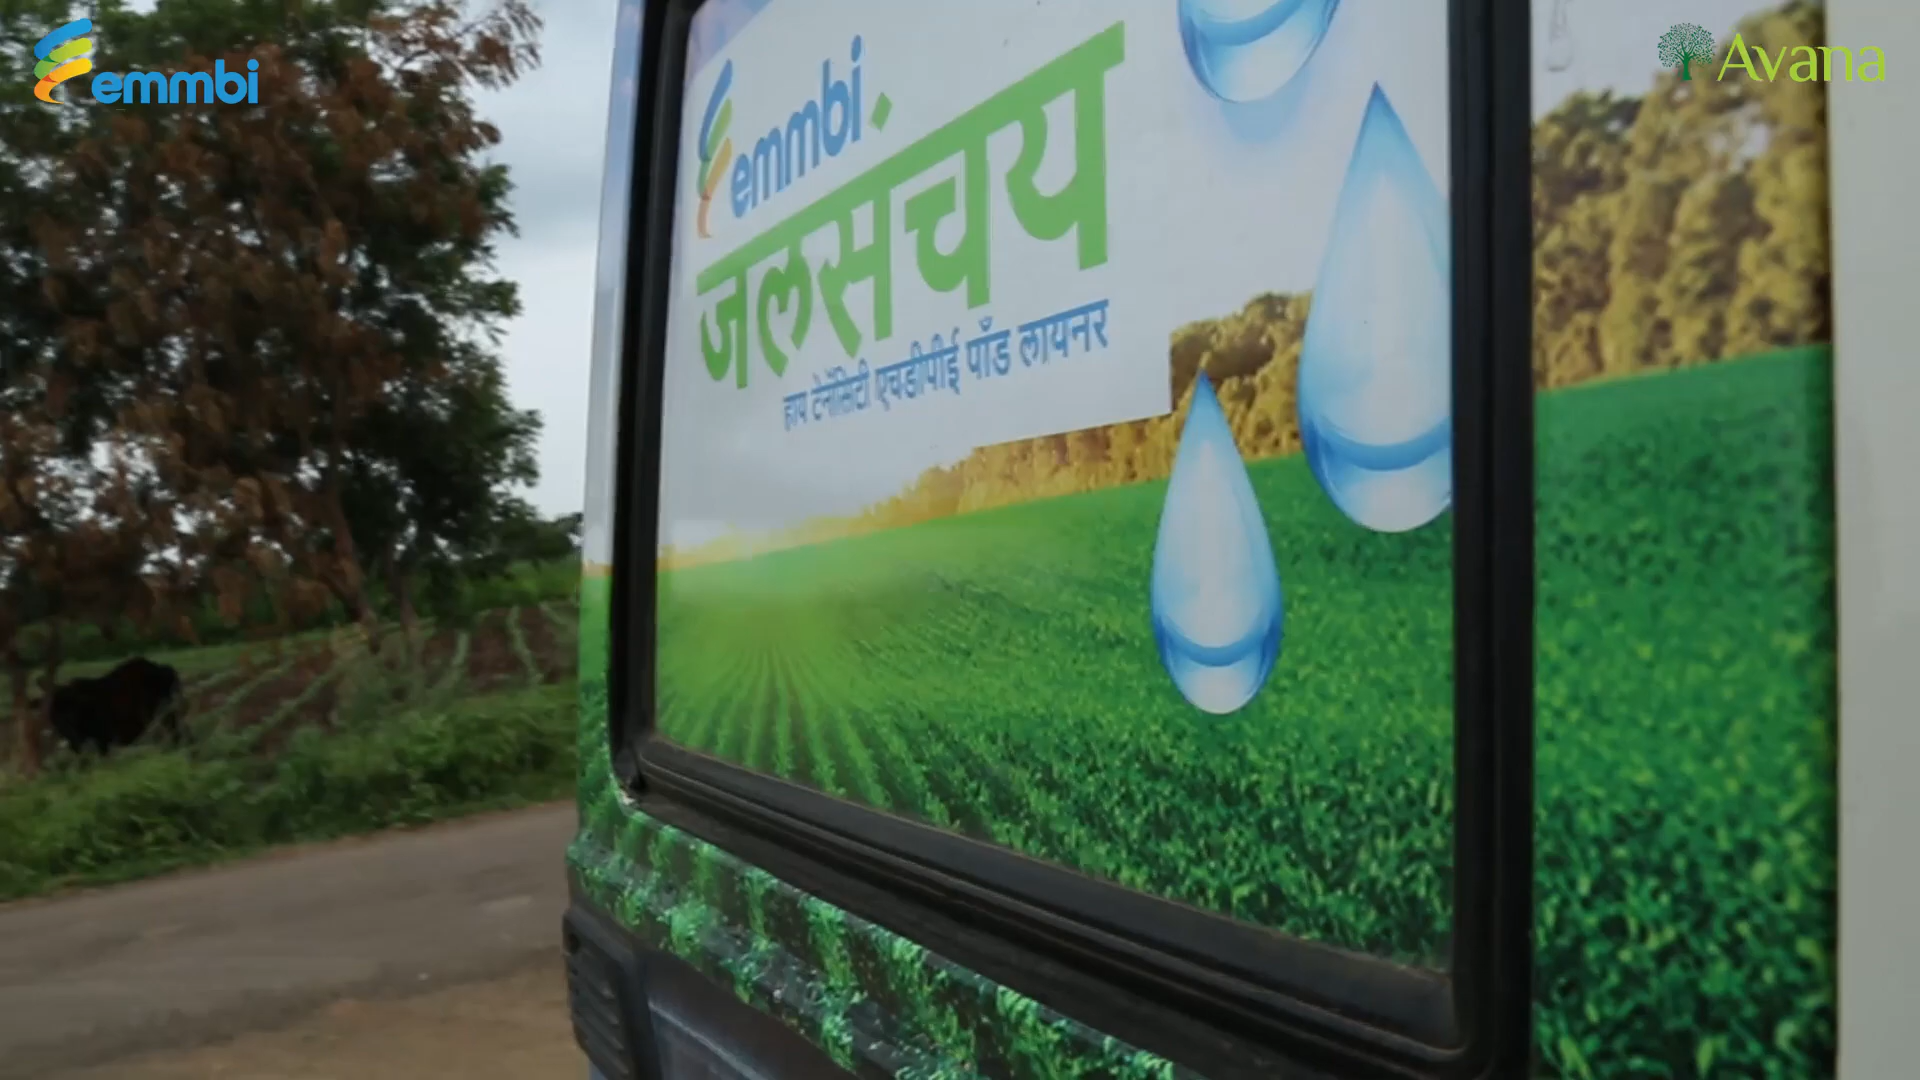 emmbi
Avana
emmbi
जलसंचय
हाय टेनॅसिटी एचडीपीई पाँड लायनर